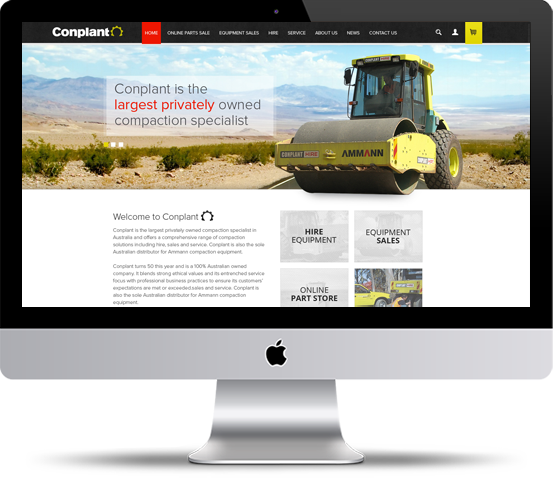 Conplant
HOME
ONLINE PARTS SALE
EQUIPMENT SALES
HIRE
SERVICE
ABOUT US
NEWS
CONTACT US
Conplant is the
largest privately owned
compaction specialist
CONPLANT HIRE
AMMANN
Welcome to Conplant
Conplant is the largest privately owned compaction specialist in
Australia and offers a comprehensive range of compaction
solutions including hire, sales and service. Conplant is also the sole
Australian distributor for Ammann compaction equipment.
Conplant turns 50 this year and is a 100% Australian owned
company. It blends strong ethical values and its entranched service
focus with professional business practices to ensure its customers'
expectations are met or exceeded.sales and service. Conplant is
also the sole Australian distributor for Ammann compaction
equipment.
HIRE
EQUIPMENT
EQUIPMENT
SALES
ONLINE
PART STORE